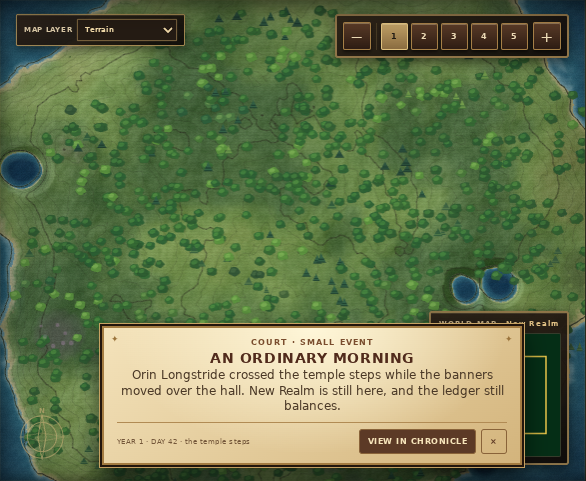 MAP LAYER Terrain
— 1 2 3 4 5 +
WORLD MAP · New Realm
COURT · SMALL EVENT
AN ORDINARY MORNING
Orin Longstride crossed the temple steps while the banners
moved over the hall. New Realm is still here, and the ledger still
balances.
YEAR 1 · DAY 42 · the temple steps
VIEW IN CHRONICLE ×
N